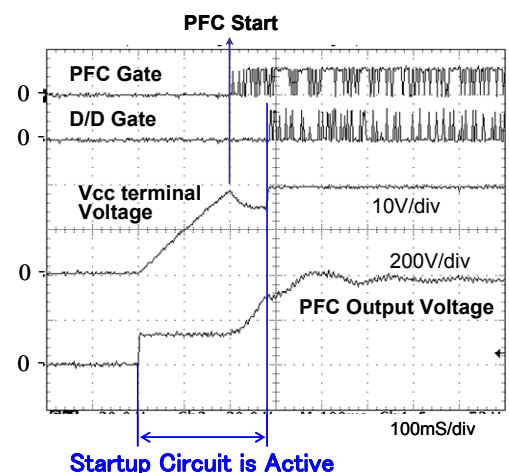 PFC Start
PFC Gate
0
D/D Gate
0
Vcc terminal
Voltage
10V/div
0
200V/div
PFC Output Voltage
0
100mS/div
Startup Circuit is Active